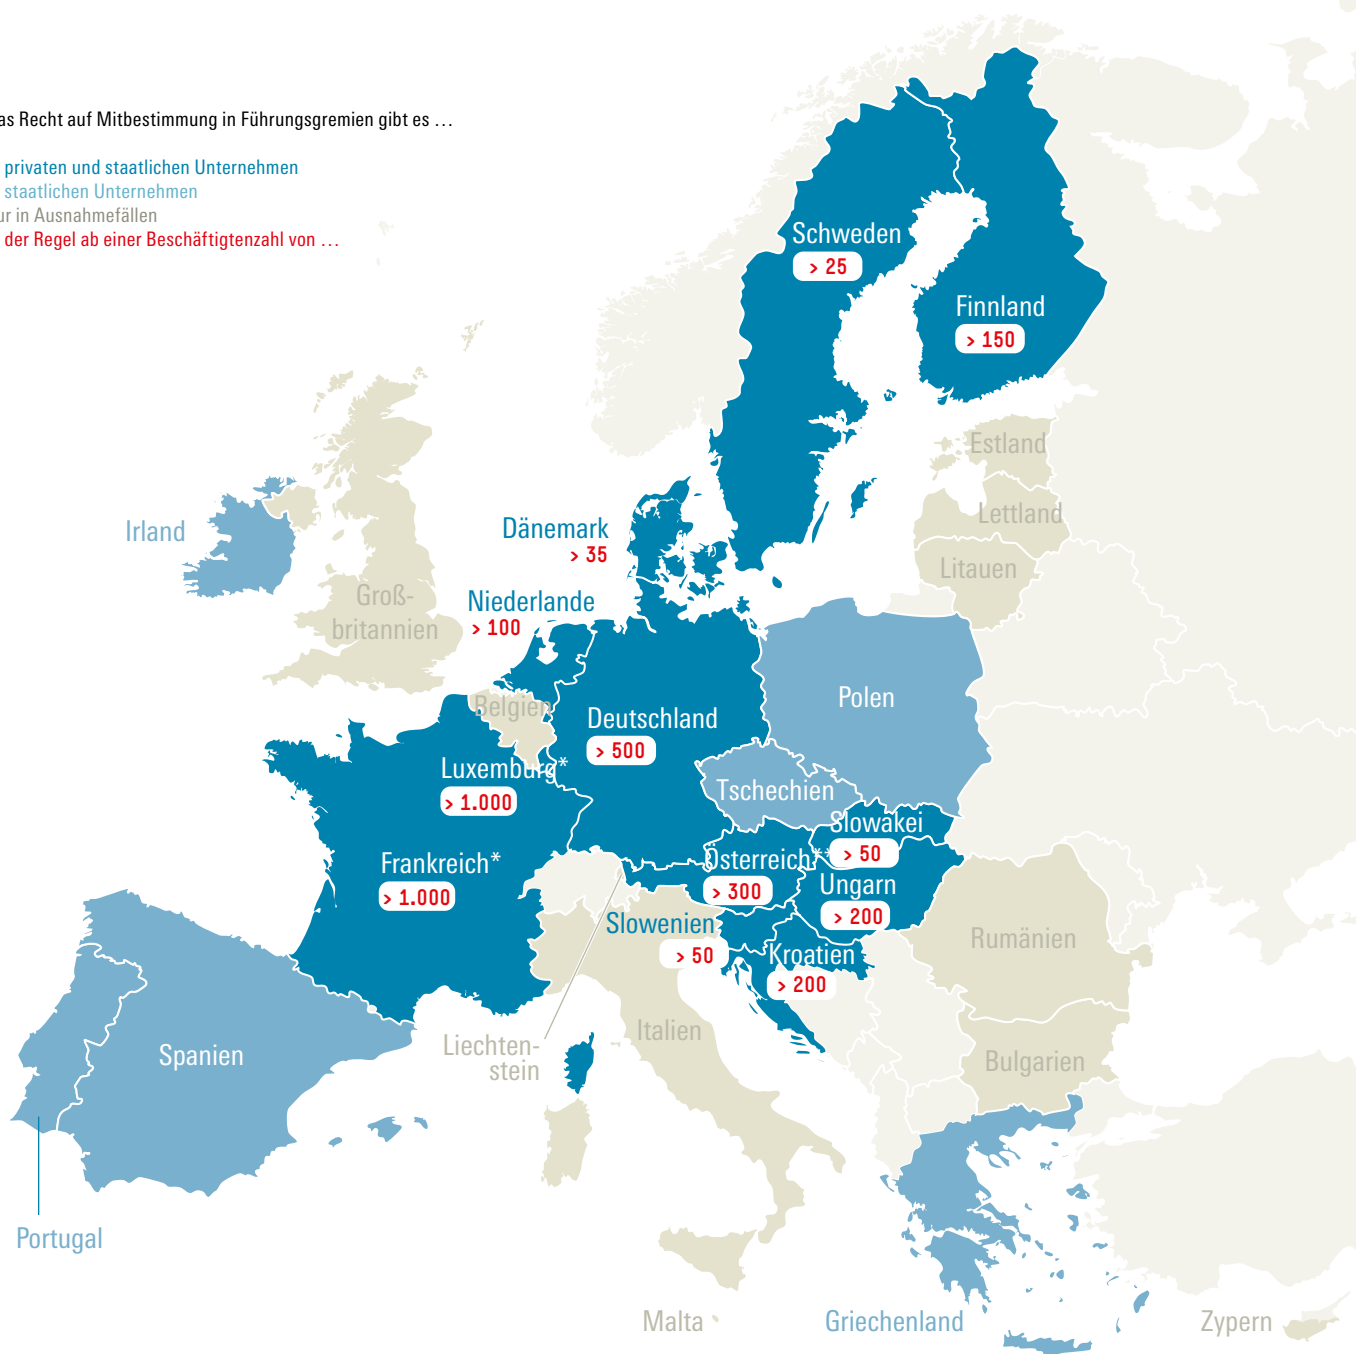 as Recht auf Mitbestimmung in Führungsgremien gibt es …
privaten und staatlichen Unternehmen
staatlichen Unternehmen
ur in Ausnahmefällen
der Regel ab einer Beschäftigtenzahl von …
Schweden
> 25
Finnland
> 150
Estland
Lettland
Litauen
Irland
Groß-
britannien
Dänemark
> 35
Niederlande
> 100
Belgien
Deutschland
> 500
Polen
Luxemburg*
> 1.000
Tschechien
Slowakei
> 50
Frankreich*
> 1.000
Österreich**
> 300
Ungarn
> 200
Slowenien
> 50
Kroatien
> 200
Rumänien
Italien
Liechten-
stein
Bulgarien
Spanien
Portugal
Malta
Griechenland
Zypern